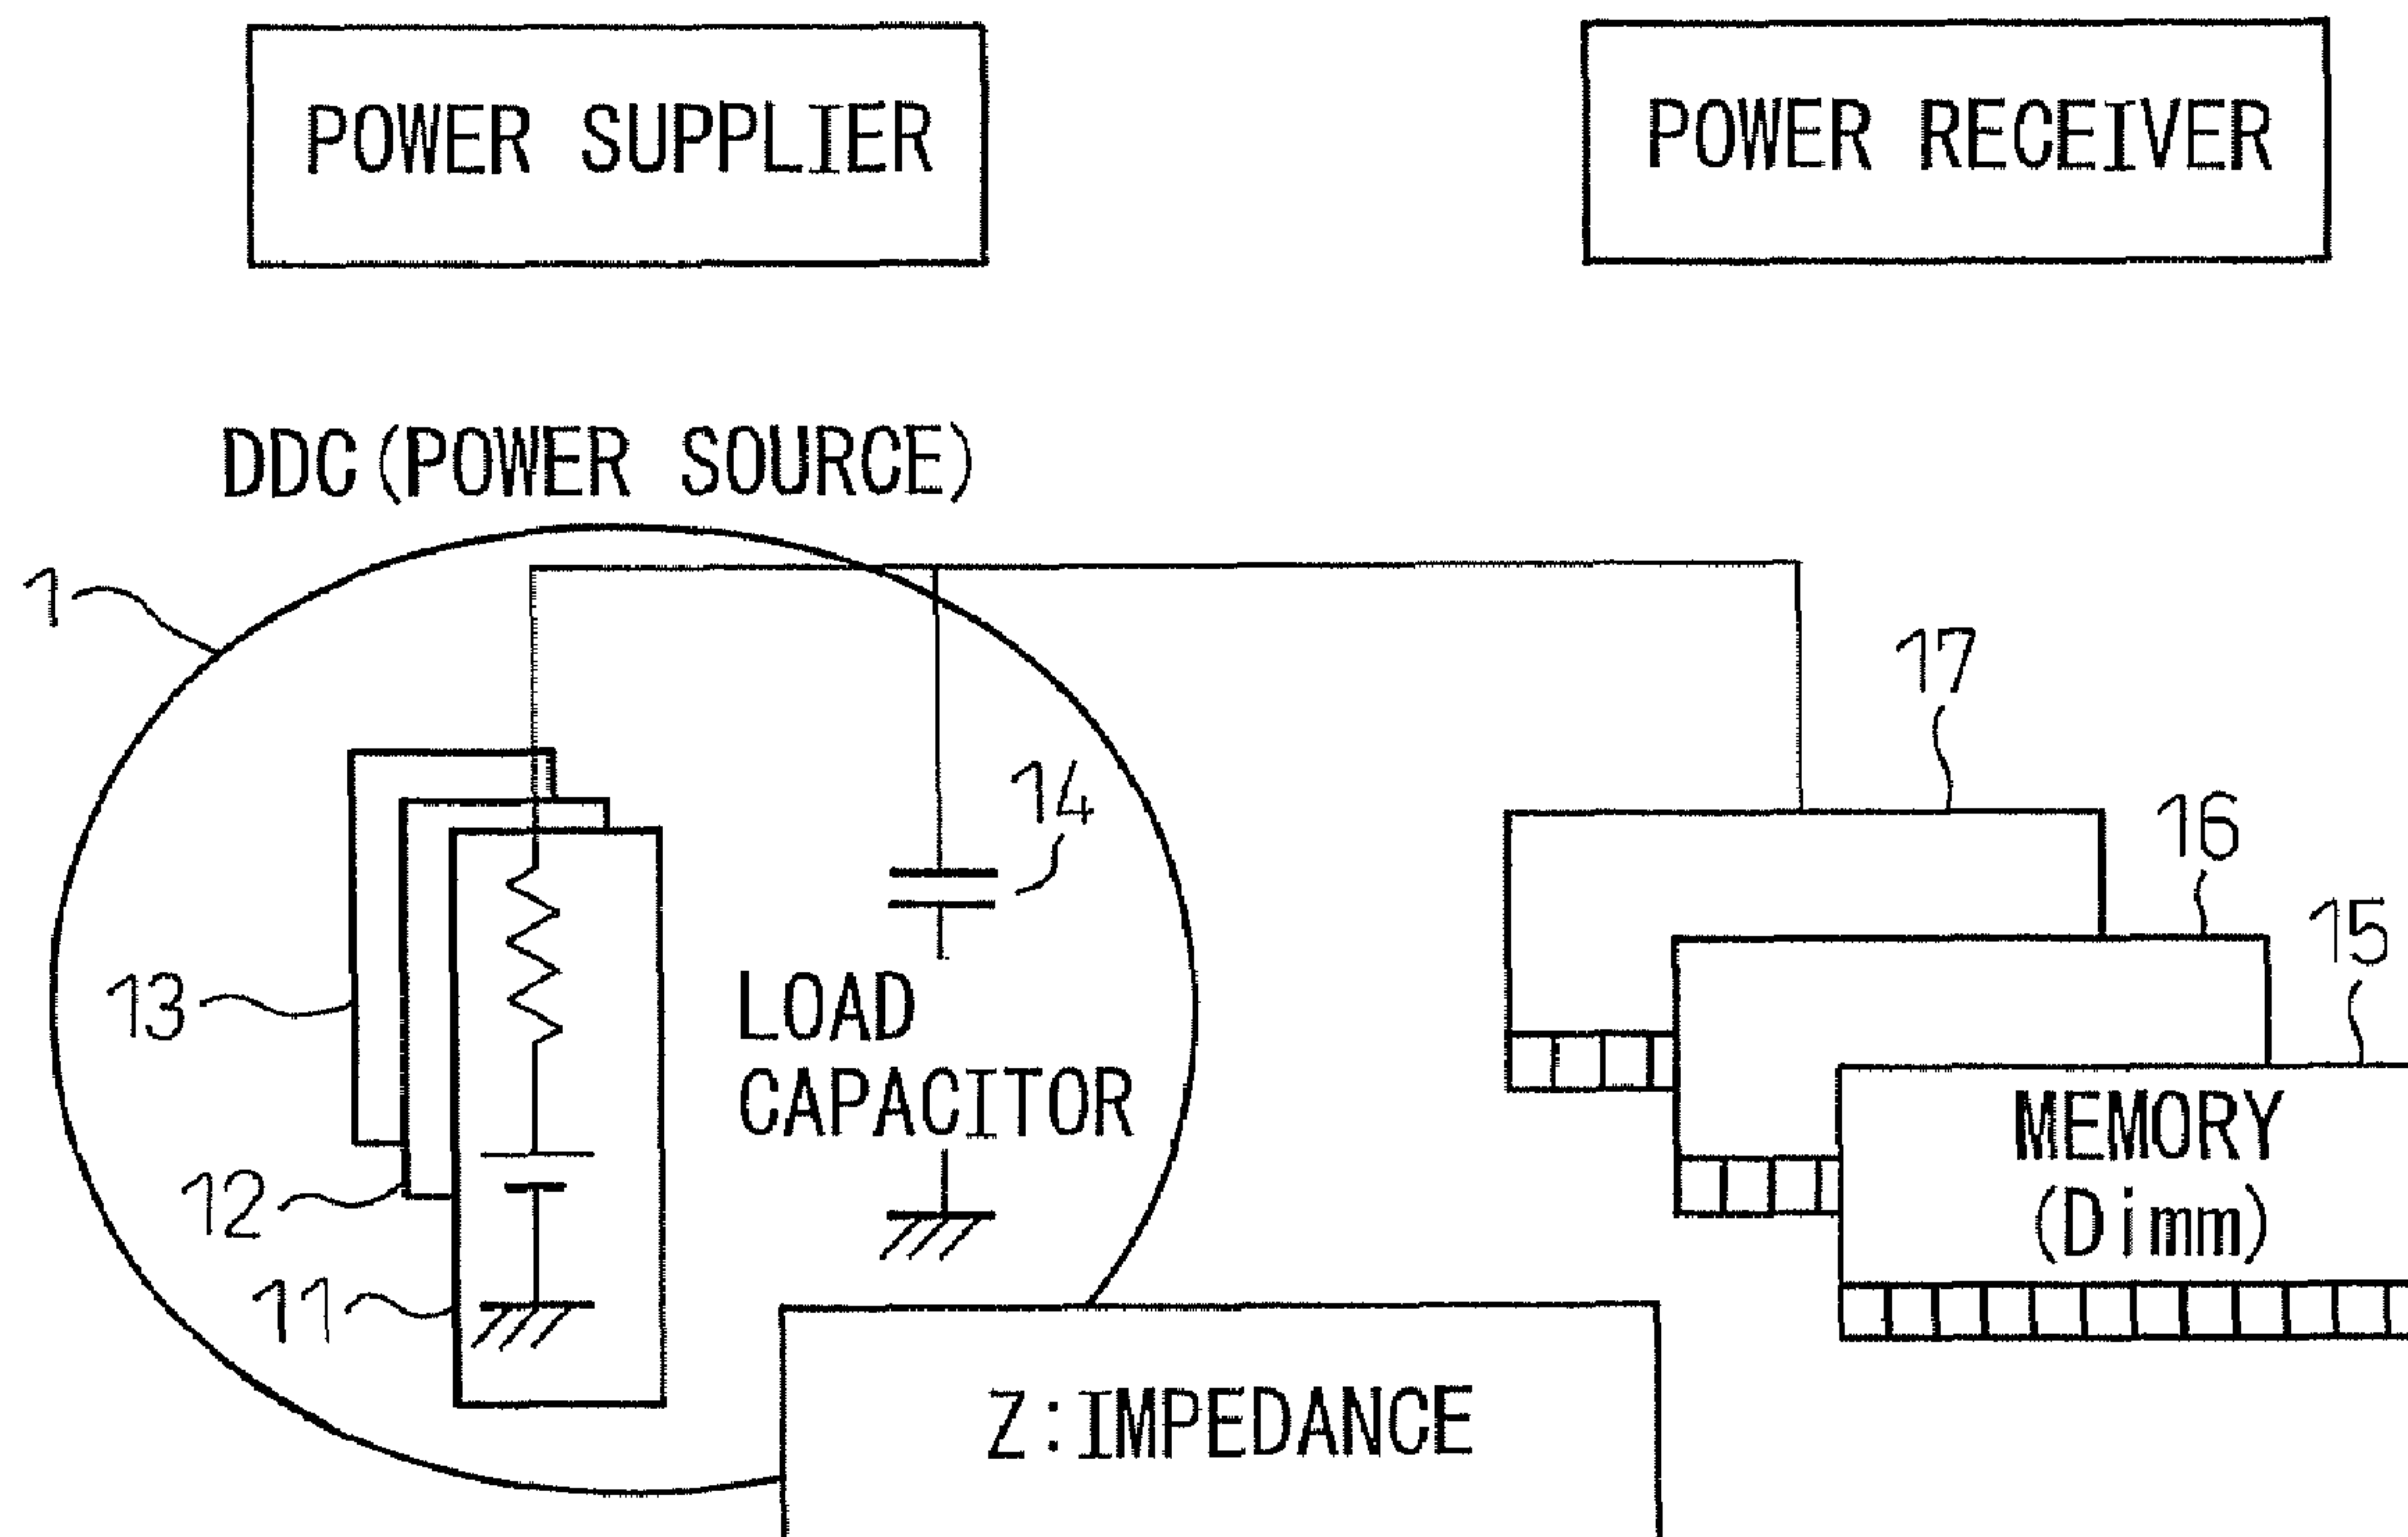 POWER SUPPLIER
POWER RECEIVER
DDC(POWER SOURCE)
1
17
14
16
15
13
LOAD
CAPACITOR
MEMORY
(Dimm)
12
11
Z:IMPEDANCE